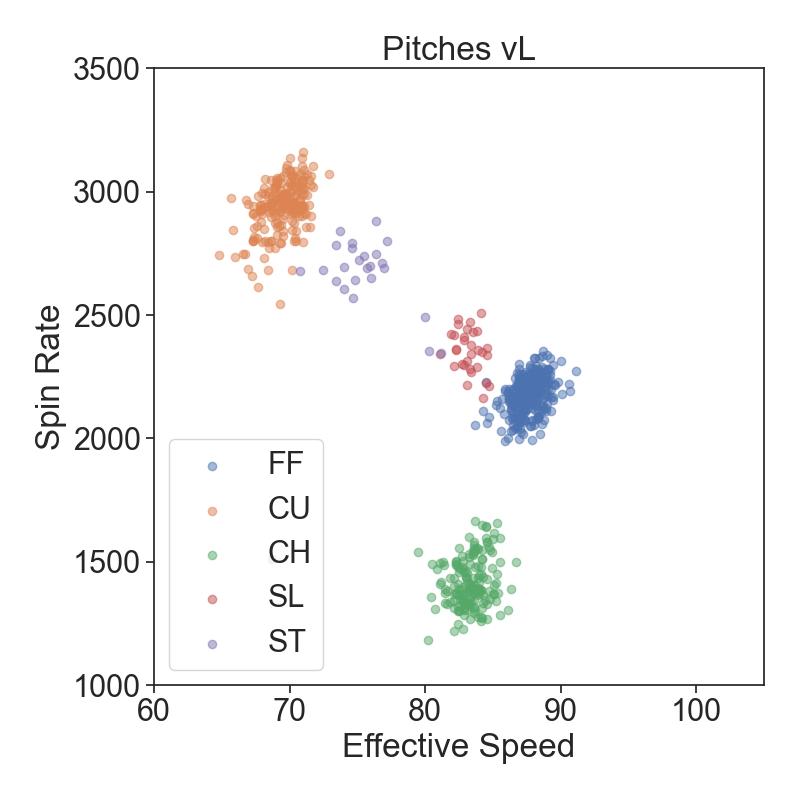 Pitches vL
3500
3000
2500
2000
1500
1000
Spin Rate
FF
CU
CH
SL
ST
60 70 80 90 100
Effective Speed